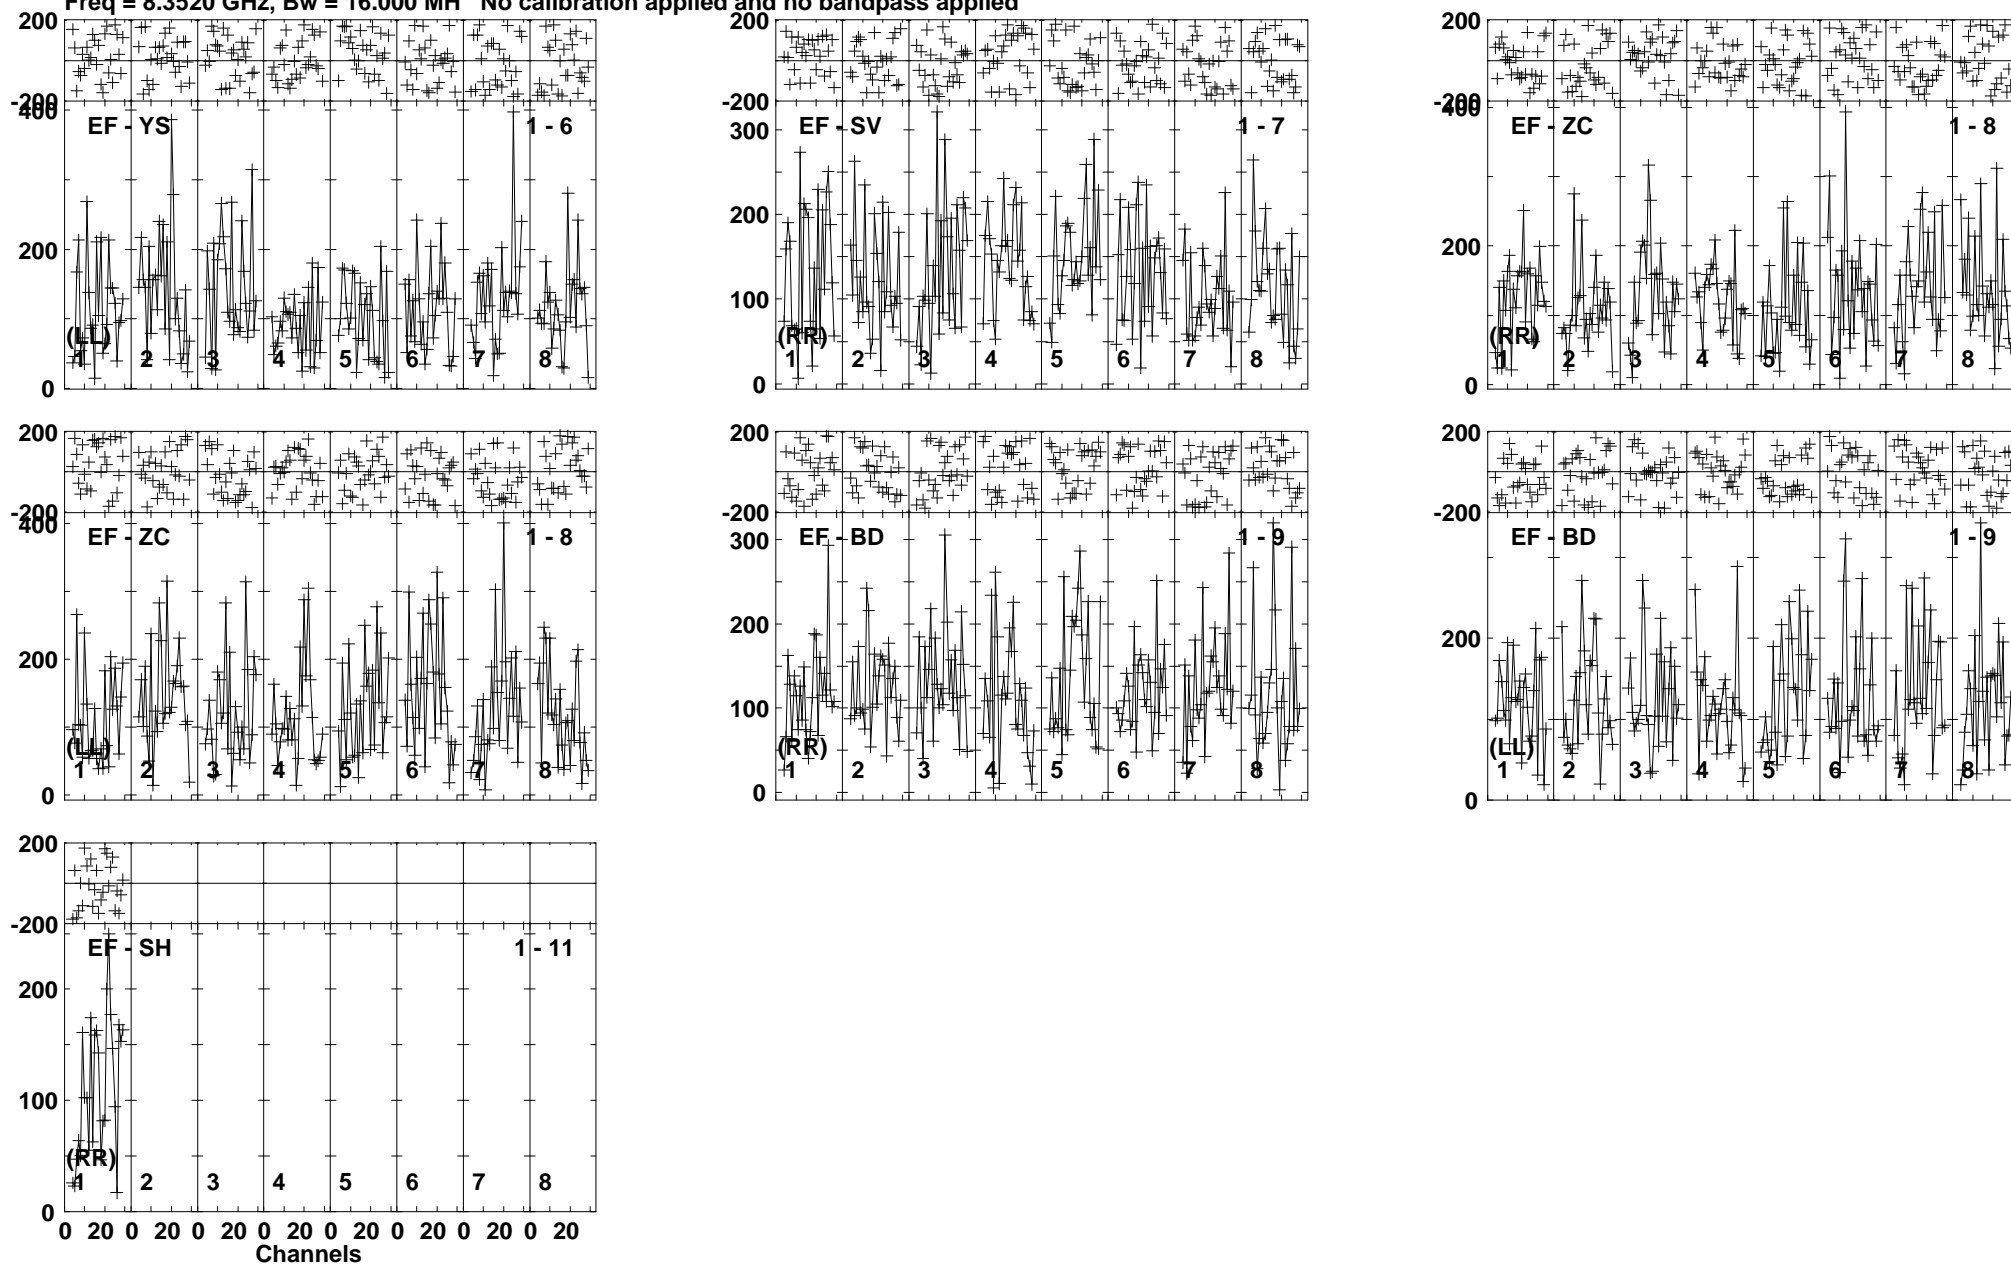 Freq = 8.3520 GHz, Bw = 16.000 MH No calibration applied and no bandpass applied
200 200 200
-200 -200 -200
400 EF - YS 1 - 6 300 EF - SV 1 - 7 400 EF - ZC 1 - 8
200 200 200
100
(LL) (RR) (RR)
1 2 3 4 5 6 7 8 1 2 3 4 5 6 7 8 1 2 3 4 5 6 7 8
0 0 0
200 200 200
-200 -200 -200
400 EF - ZC 1 - 8 300 EF - BD 1 - 9 EF - BD 1 - 9
200 200 200
100
(LL) (RR) (LL)
1 2 3 4 5 6 7 8 1 2 3 4 5 6 7 8 1 2 3 4 5 6 7 8
0 0 0
200
-200
EF - SH 1 - 11
200
100
(RR)
1 2 3 4 5 6 7 8
0
0 20 0 20 0 20 0 20 0 20 0 20 0 20 0 20
Channels